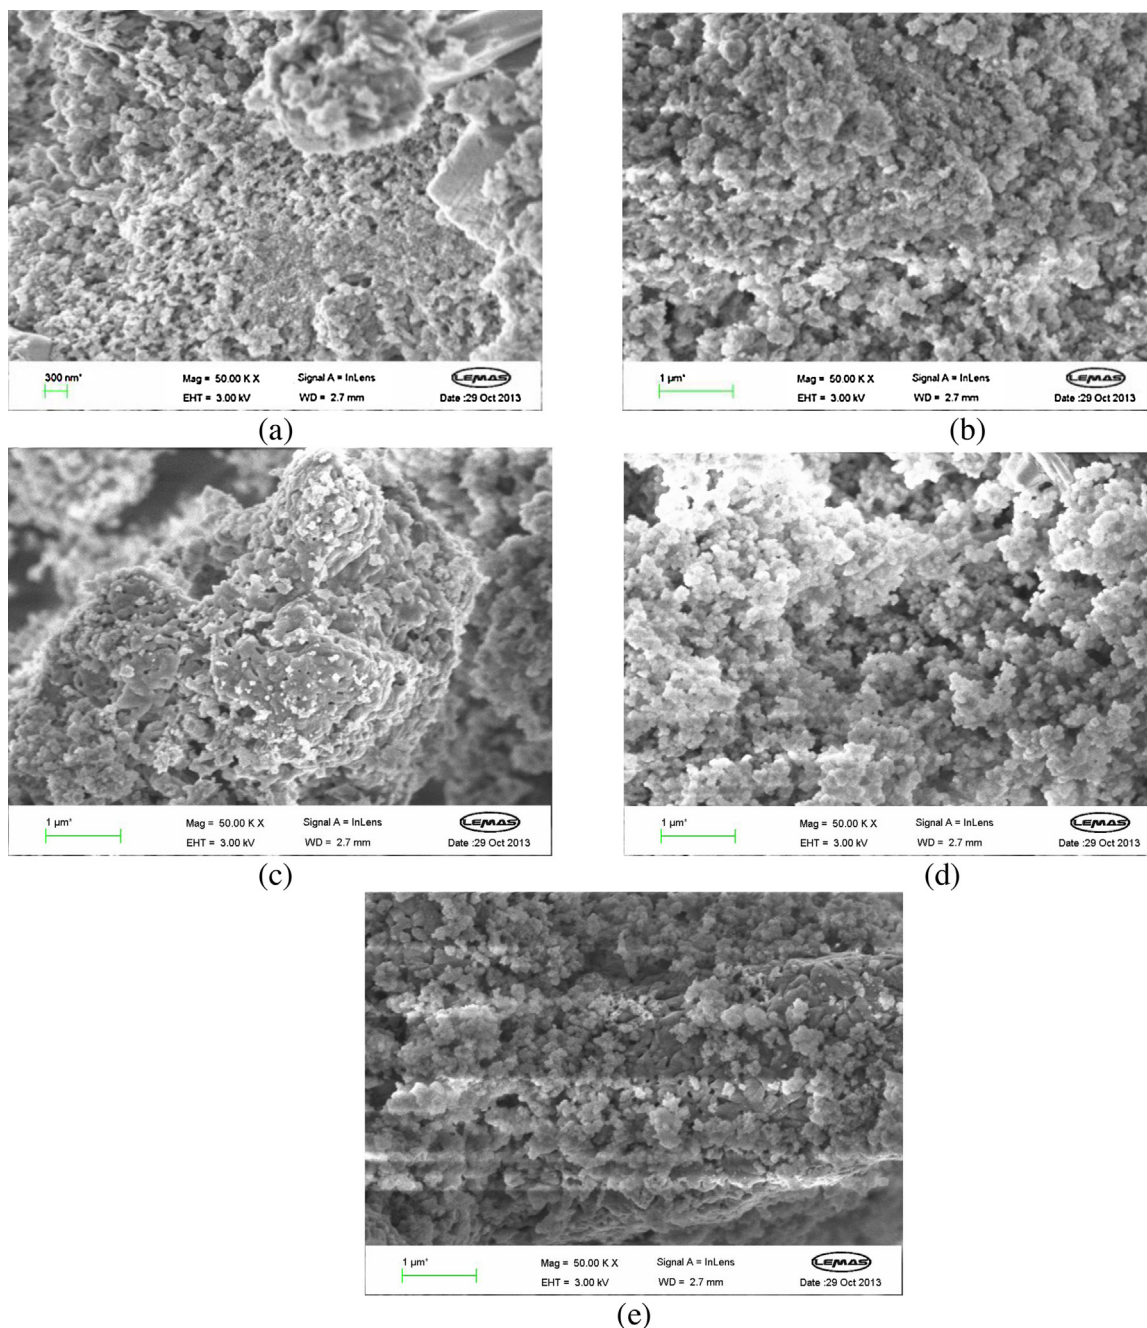 300 nm* Mag = 50.00 K X Signal A = InLens LEMAS
EHT = 3.00 kV WD = 2.7 mm Date :29 Oct 2013
(a)
1 µm* Mag = 50.00 K X Signal A = InLens LEMAS
EHT = 3.00 kV WD = 2.7 mm Date :29 Oct 2013
(b)
1 µm* Mag = 50.00 K X Signal A = InLens LEMAS
EHT = 3.00 kV WD = 2.7 mm Date :29 Oct 2013
(c)
1 µm* Mag = 50.00 K X Signal A = InLens LEMAS
EHT = 3.00 kV WD = 2.7 mm Date :29 Oct 2013
(d)
1 µm* Mag = 50.00 K X Signal A = InLens LEMAS
EHT = 3.00 kV WD = 2.7 mm Date :29 Oct 2013
(e)